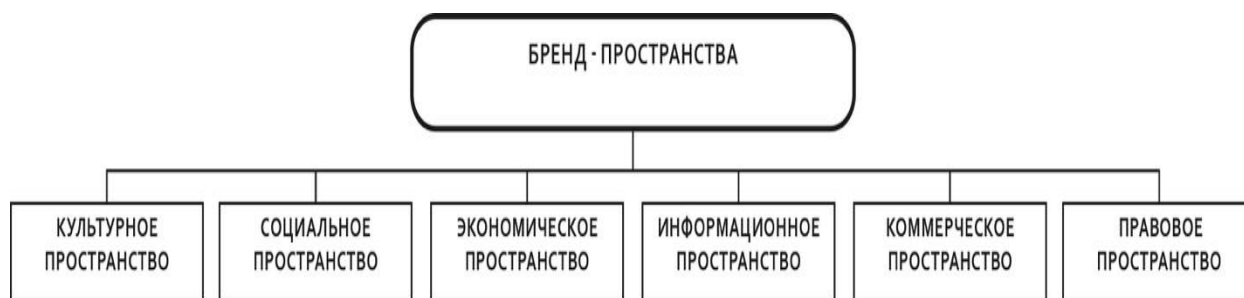 БРЕНД - ПРОСТРАНСТВА
КУЛЬТУРНОЕ
ПРОСТРАНСТВО
СОЦИАЛЬНОЕ
ПРОСТРАНСТВО
ЭКОНОМИЧЕСКОЕ
ПРОСТРАНСТВО
ИНФОРМАЦИОННОЕ
ПРОСТРАНСТВО
КОММЕРЧЕСКОЕ
ПРОСТРАНСТВО
ПРАВОВОЕ
ПРОСТРАНСТВО